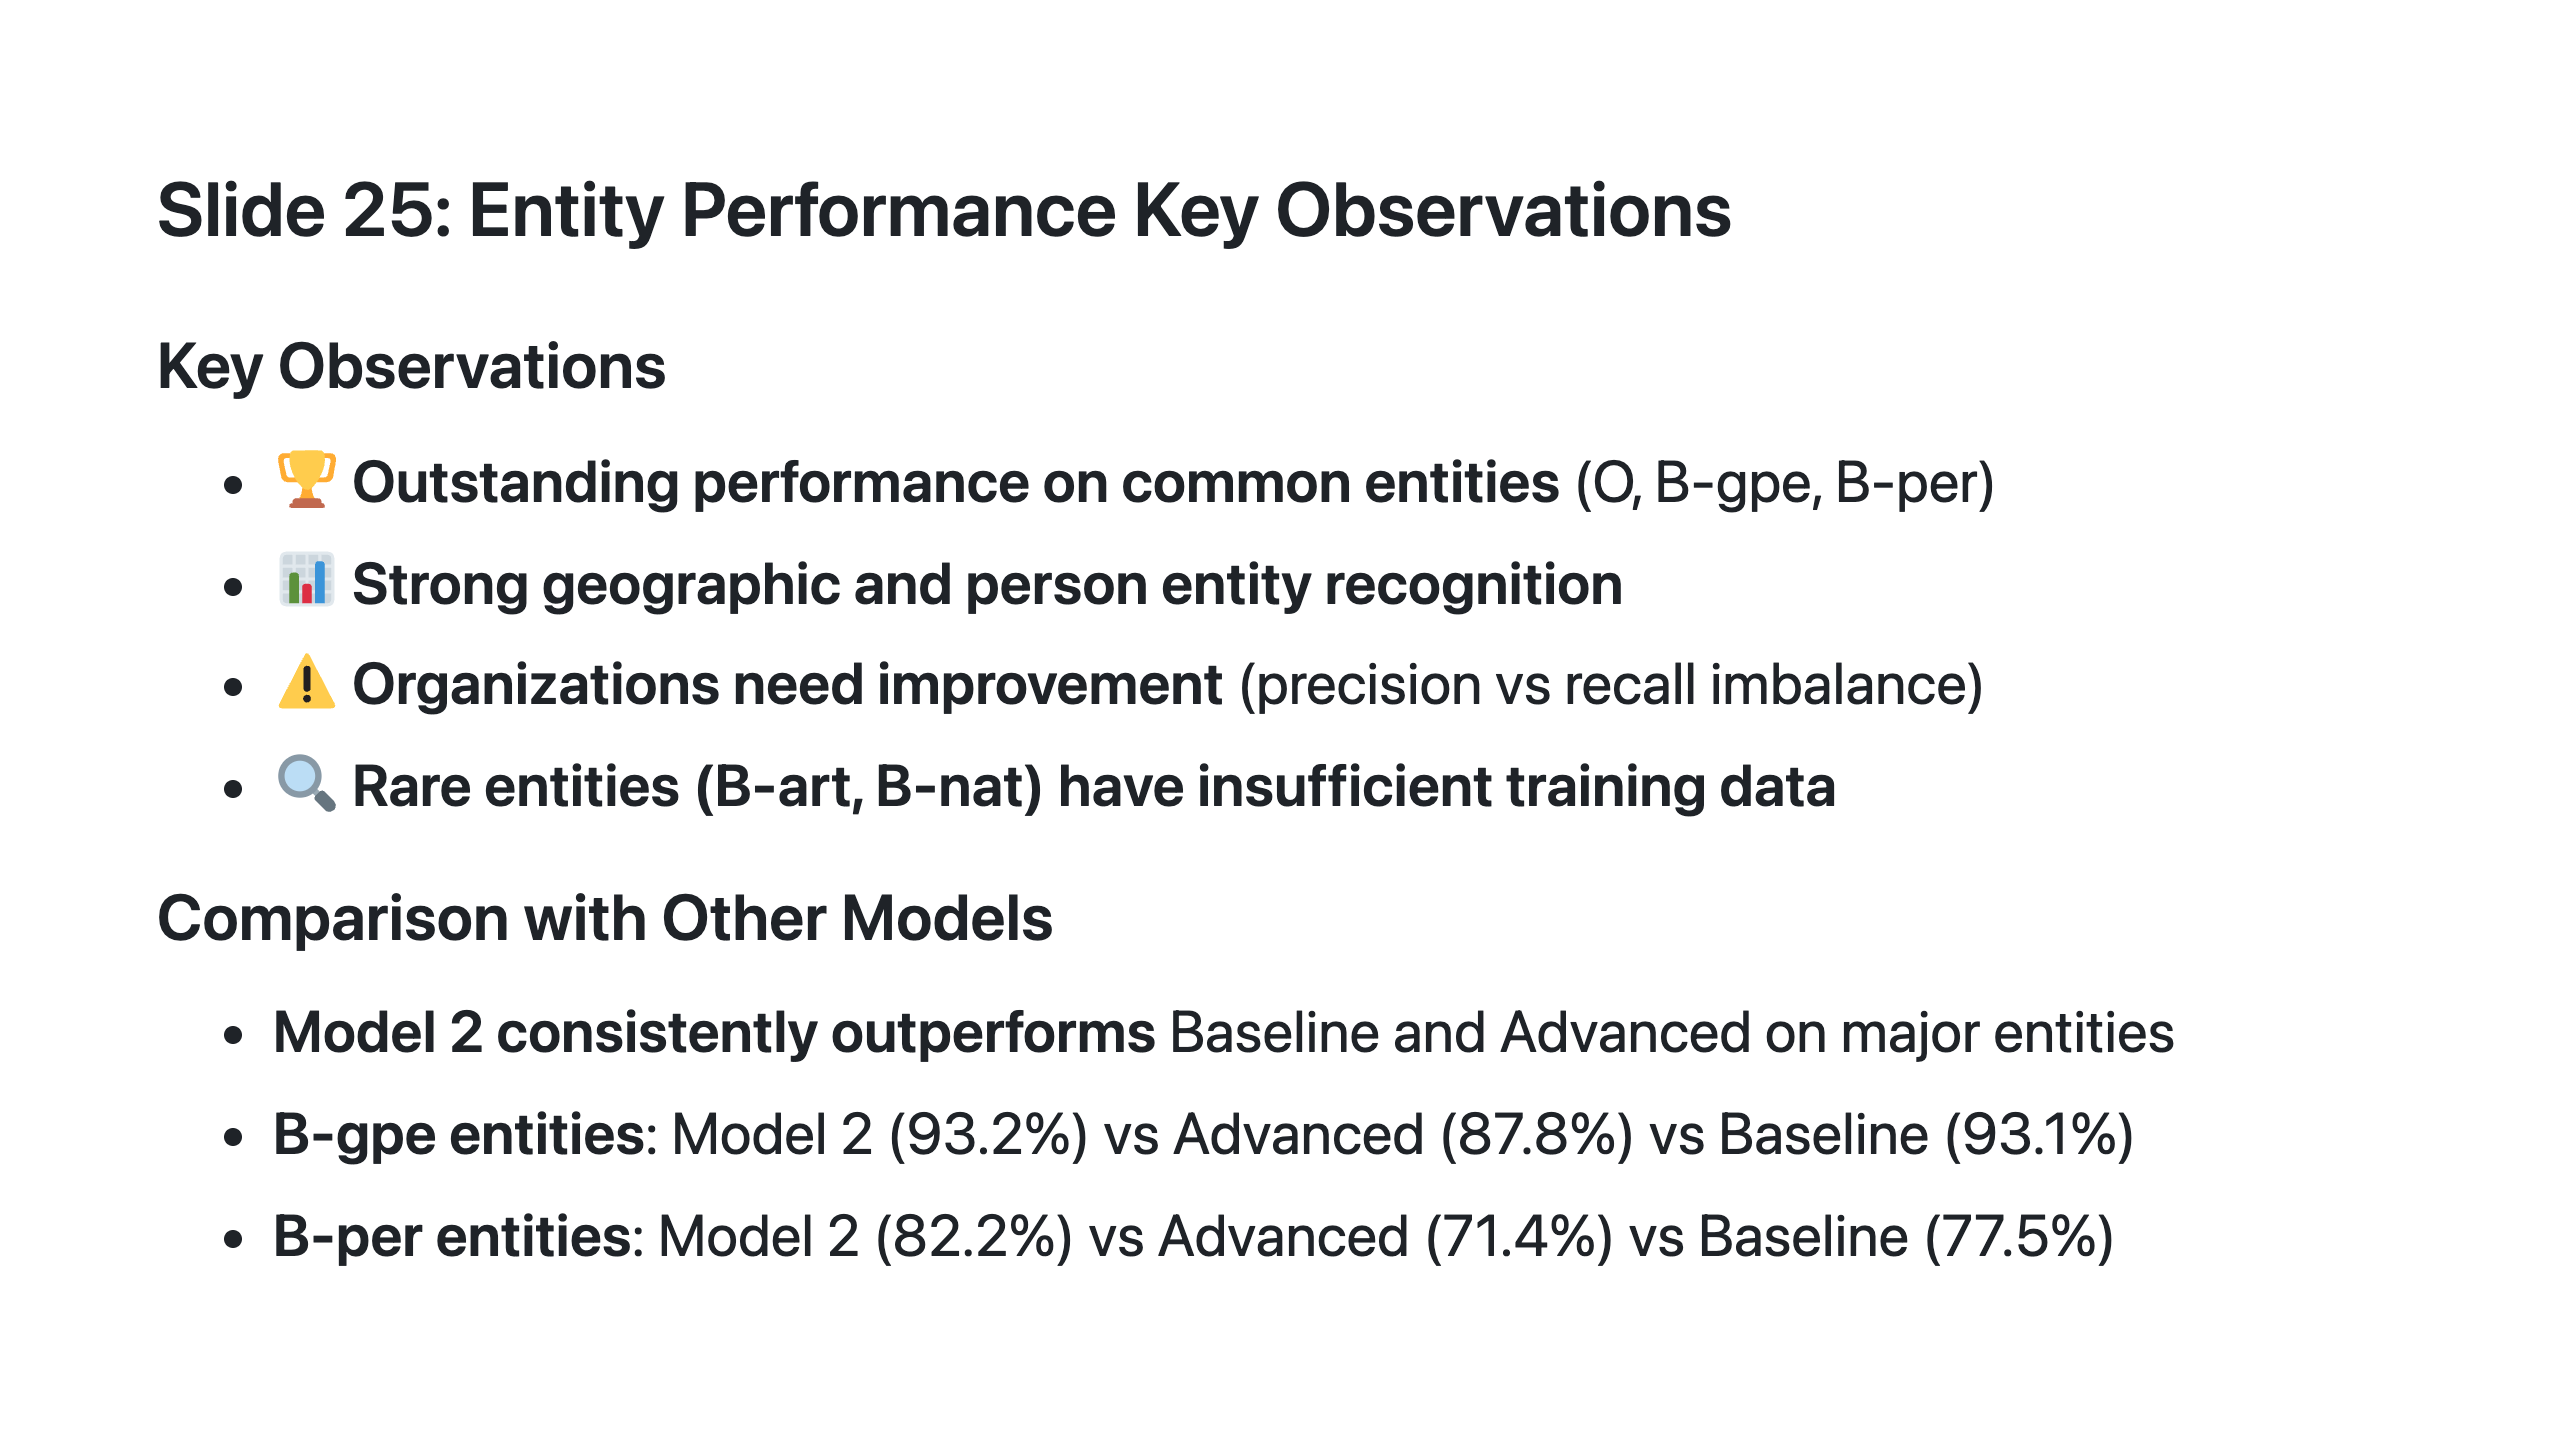 Slide 25: Entity Performance Key Observations
Key Observations
• 🏆 Outstanding performance on common entities (O, B-gpe, B-per)
• 📊 Strong geographic and person entity recognition
• ⚠️ Organizations need improvement (precision vs recall imbalance)
• 🔍 Rare entities (B-art, B-nat) have insufficient training data
Comparison with Other Models
• Model 2 consistently outperforms Baseline and Advanced on major entities
• B-gpe entities: Model 2 (93.2%) vs Advanced (87.8%) vs Baseline (93.1%)
• B-per entities: Model 2 (82.2%) vs Advanced (71.4%) vs Baseline (77.5%)